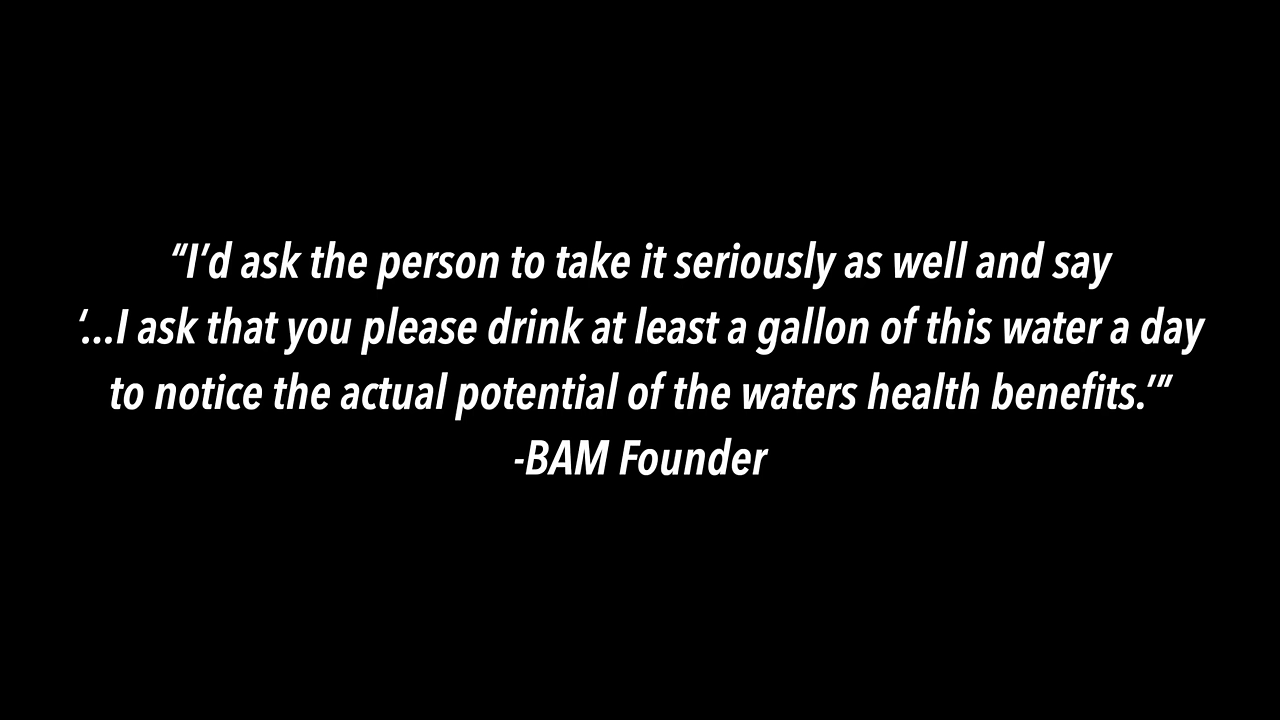 “I’d ask the person to take it seriously as well and say
‘...I ask that you please drink at least a gallon of this water a day
to notice the actual potential of the waters health benefits.’”
-BAM Founder